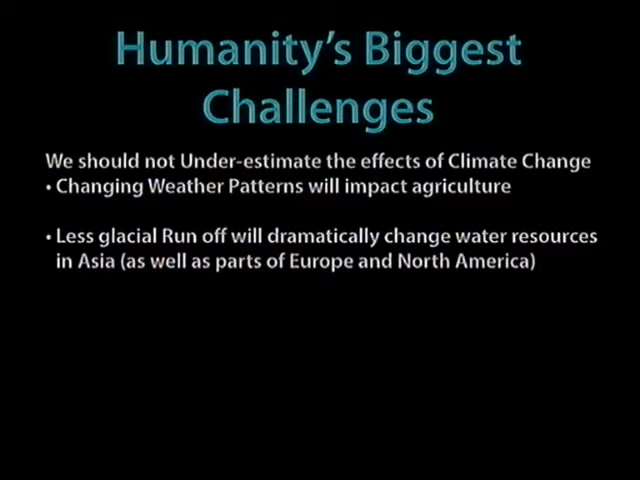 Humanity's Biggest
Challenges
We should not Under-estimate the effects of Climate Change
• Changing Weather Patterns will impact agriculture
• Less glacial Run off will dramatically change water resources
in Asia (as well as parts of Europe and North America)